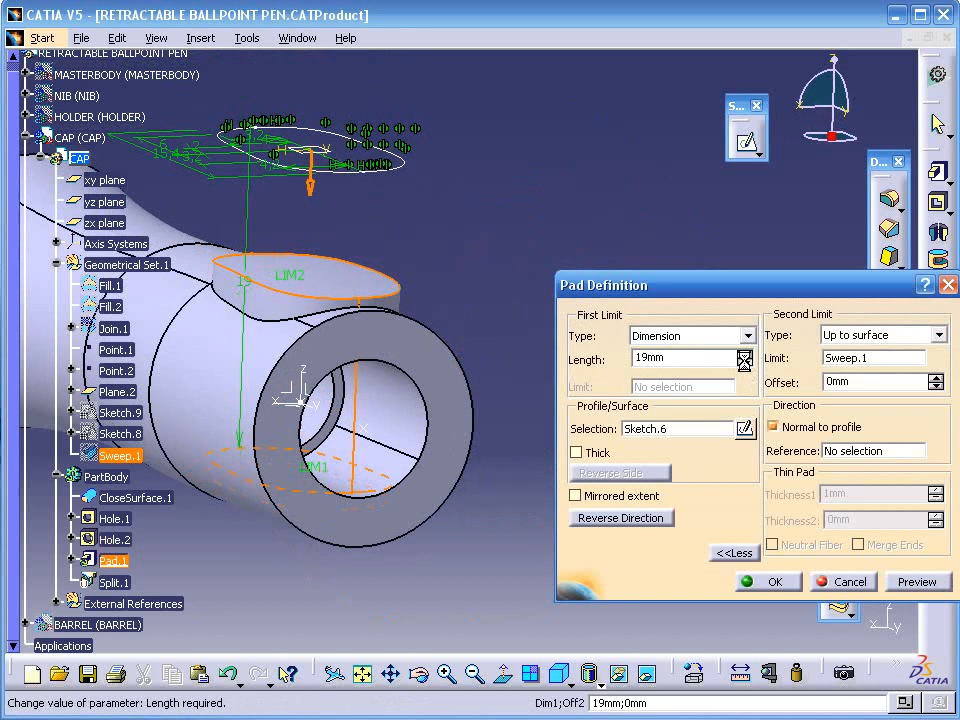 CATIA V5 - [RETRACTABLE BALLPOINT PEN.CATProduct]
Start File Edit View Insert Tools Window Help
RETRACTABLE BALLPOINT PEN
MASTERBODY (MASTERBODY)
NIB (NIB)
HOLDER (HOLDER)
CAP (CAP)
CAP
xy plane
yz plane
zx plane
Axis Systems
Geometrical Set.1
Fill.1
Fill.2
Join.1
Point.1
Point.2
Plane.2
Sketch.9
Sketch.8
Sweep.1
PartBody
CloseSurface.1
Hole.1
Hole.2
Pad.1
Split.1
External References
BARREL (BARREL)
Applications
H
V
LIM2
19
z
x
y
LIM1
S...
D...
Pad Definition
First Limit
Type: Dimension
Length: 19mm
Limit: No selection
Profile/Surface
Selection: Sketch.6
Thick
Reverse Side
Mirrored extent
Reverse Direction
<<Less
Second Limit
Type: Up to surface
Limit: Sweep.1
Offset: 0mm
Direction
Normal to profile
Reference: No selection
Thin Pad
Thickness1 1mm
Thickness2: 0mm
Neutral Fiber Merge Ends
OK Cancel Preview
z
x
y
CATIA
Change value of parameter: Length required.
Dim1;Off2 19mm;0mm